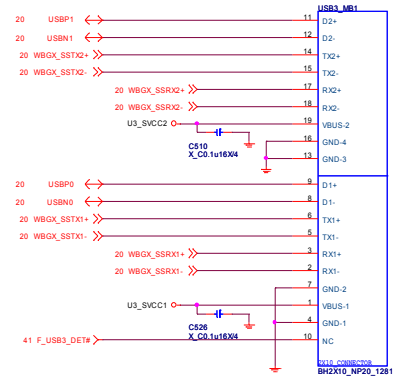 USB3_MB1
20 USBP1 11 D2+
20 USBN1 12 D2-
20 WBGX_SSTX2+ 14 TX2+
20 WBGX_SSTX2- 15 TX2-
20 WBGX_SSRX2+ 17 RX2+
20 WBGX_SSRX2- 18 RX2-
U3_SVCC2 19 VBUS-2
16 GND-4
C510
X_C0.1u16X/4
13 GND-3
20 USBP0 9 D1+
20 USBN0 8 D1-
20 WBGX_SSTX1+ 6 TX1+
20 WBGX_SSTX1- 5 TX1-
20 WBGX_SSRX1+ 3 RX1+
20 WBGX_SSRX1- 2 RX1-
7 GND-2
U3_SVCC1 1 VBUS-1
4 GND-1
C526
X_C0.1u16X/4
41 F_USB3_DET# 10 NC
2X10_CONNECTOR
BH2X10_NP20_1281